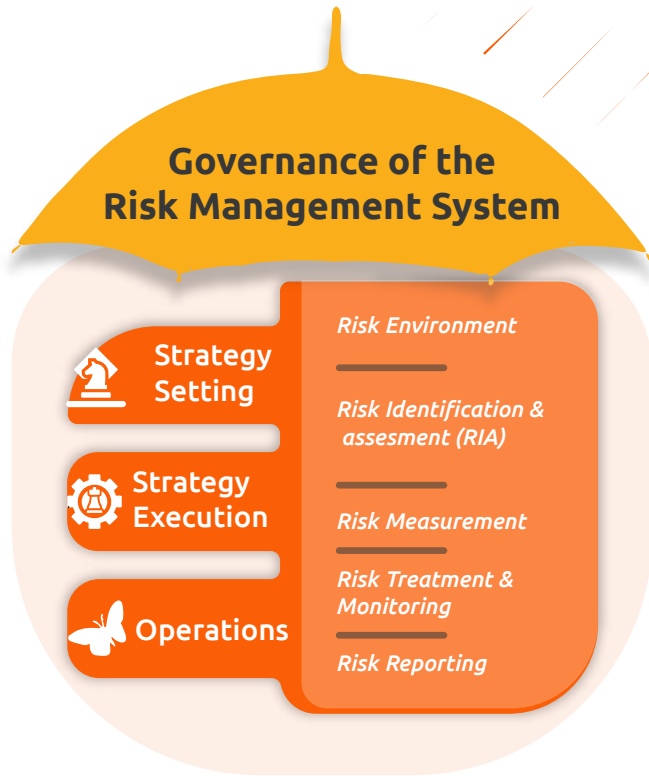 Governance of the
Risk Management System
Strategy
Setting
Strategy
Execution
Operations
Risk Environment
Risk Identification &
assesment (RIA)
Risk Measurement
Risk Treatment &
Monitoring
Risk Reporting